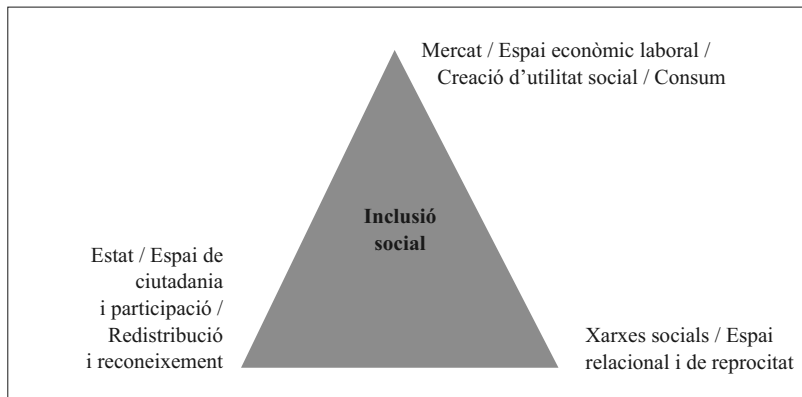 Mercat / Espai econòmic laboral /
Creació d’utilitat social / Consum
Inclusió
social
Estat / Espai de
ciutadania
i participació /
Redistribució
i reconeixement
Xarxes socials / Espai
relacional i de reprocitat